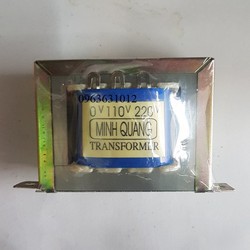 0963631012
0V 110V 220V
MINH QUANG
TRANSFORMER